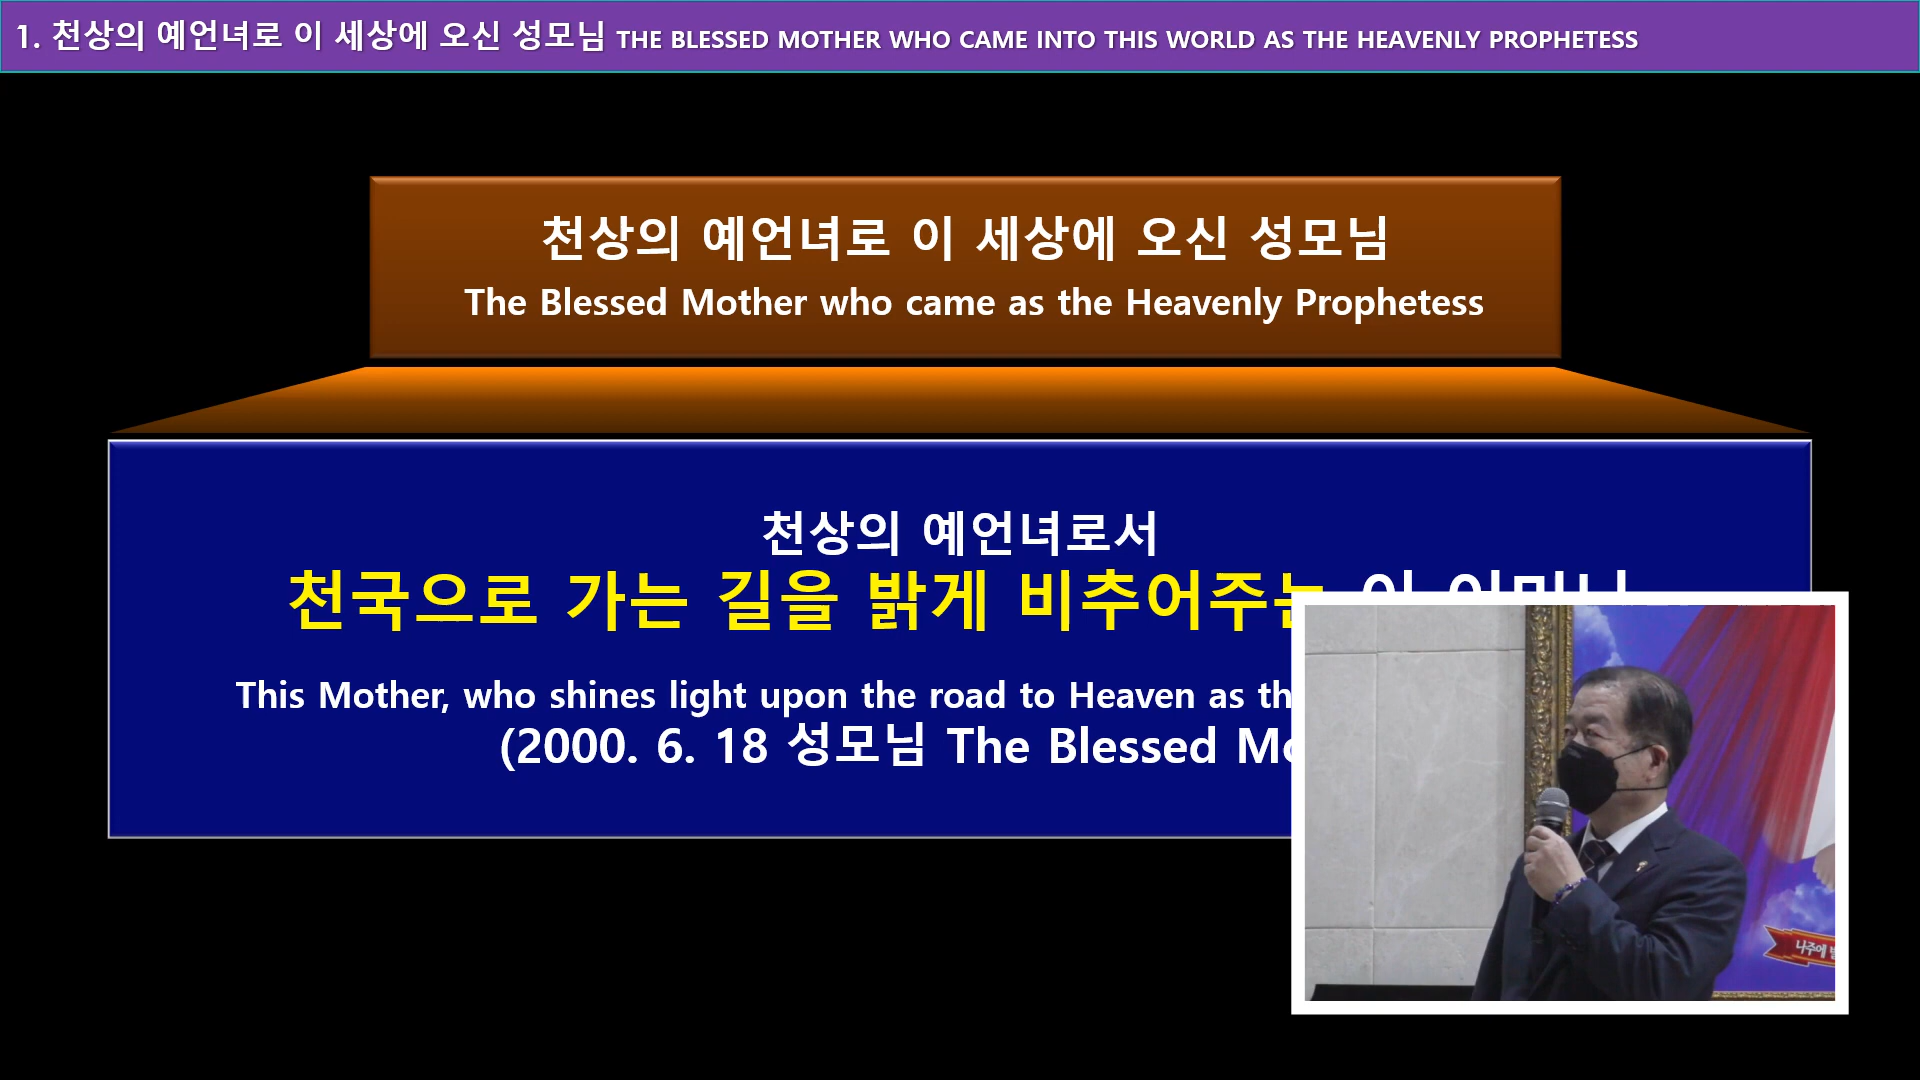 1. 천상의 예언녀로 이 세상에 오신 성모님 THE BLESSED MOTHER WHO CAME INTO THIS WORLD AS THE HEAVENLY PROPHETESS
천상의 예언녀로 이 세상에 오신 성모님
The Blessed Mother who came as the Heavenly Prophetess
천상의 예언녀로서
천국으로 가는 길을 밝게 비추어주는
This Mother, who shines light upon the road to Heaven as
(2000. 6. 18 성모님 The Blessed
나주에